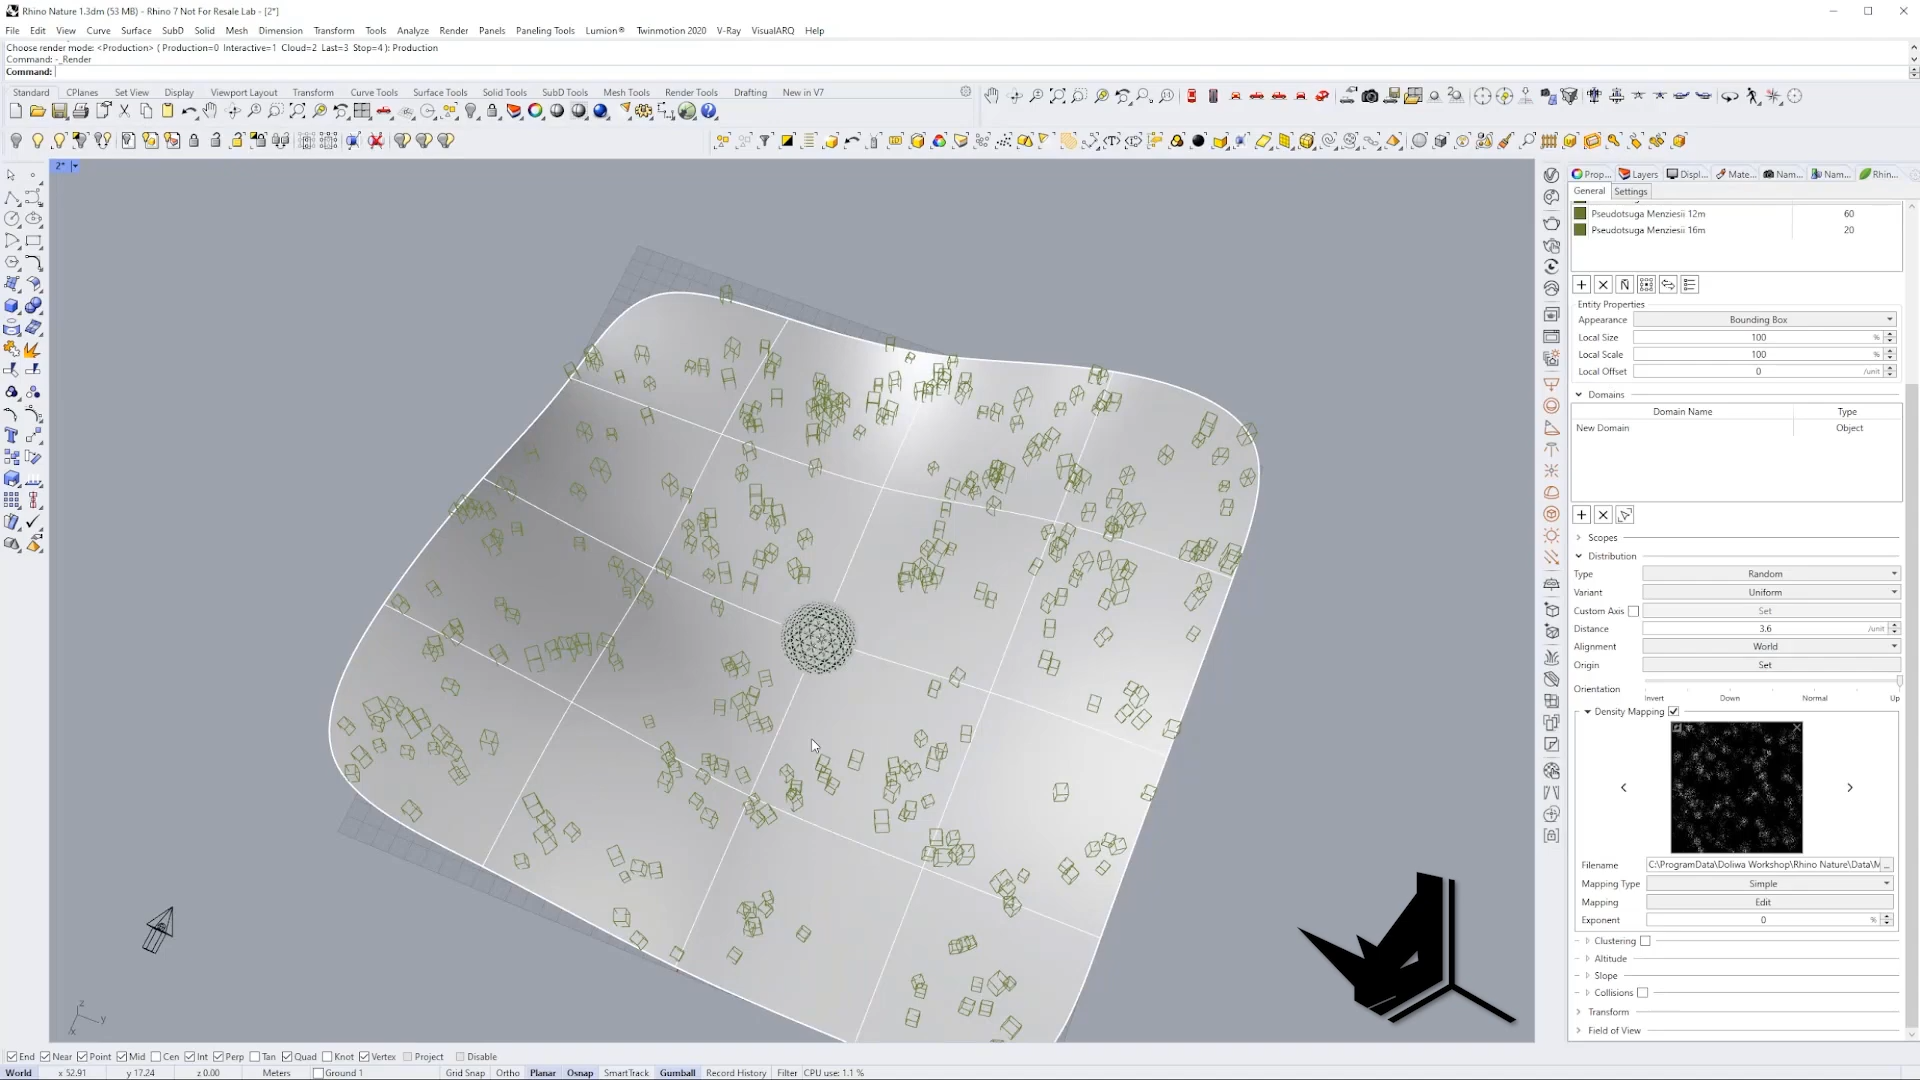 Rhino Nature 1.3dm (53 MB) - Rhino 7 Not For Resale Lab - [2*]
File Edit View Curve Surface SubD Solid Mesh Dimension Transform Tools Analyze Render Panels Paneling Tools Lumion® Twinmotion 2020 V-Ray VisualARQ Help
Choose render mode: <Production> ( Production=0 Interactive=1 Cloud=2 Last=3 Stop=4 ): Production
Command: -_Render
Command:
Standard CPlanes Set View Display Viewport Layout Transform Curve Tools Surface Tools Solid Tools SubD Tools Mesh Tools Render Tools Drafting New in V7
2*
Prop... Layers Displ... Mate... Nam... Nam... Rhin...
General Settings
Pseudotsuga Menziesii 12m 60
Pseudotsuga Menziesii 16m 20
Entity Properties
Appearance Bounding Box
Local Size 100 %
Local Scale 100 %
Local Offset 0 /unit
Domains
Domain Name Type
New Domain Object
Scopes
Distribution
Type Random
Variant Uniform
Custom Axis Set
Distance 3.6 /unit
Alignment World
Origin Set
Orientation Invert Down Normal Up
Density Mapping
Filename C:\ProgramData\Doliwa Workshop\Rhino Nature\Data\M ...
Mapping Type Simple
Mapping Edit
Exponent 0 %
Clustering
Altitude
Slope
Collisions
Transform
Field of View
z y x
End Near Point Mid Cen Int Perp Tan Quad Knot Vertex Project Disable
World x 52.91 y 17.24 z 0.00 Meters Ground 1 Grid Snap Ortho Planar Osnap SmartTrack Gumball Record History Filter CPU use: 1.1 %